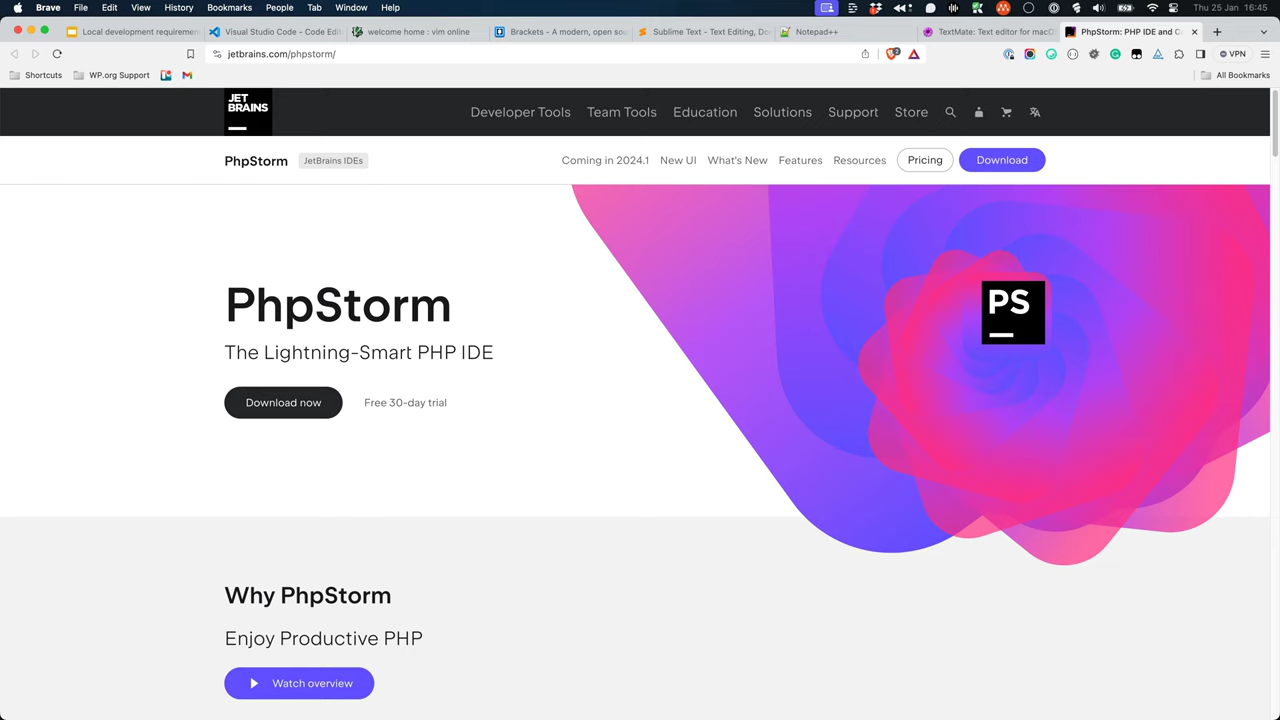 Brave File Edit View History Bookmarks People Tab Window Help
Thu 25 Jan 16:45
Local development requiremen
Visual Studio Code - Code Edit
welcome home : vim online
Brackets - A modern, open sou
Sublime Text - Text Editing, Do
Notepad++
TextMate: Text editor for macO
PhpStorm: PHP IDE and C
jetbrains.com/phpstorm/
2
VPN
Shortcuts
WP.org Support
All Bookmarks
JET
BRAINS
Developer Tools Team Tools Education Solutions Support Store
PhpStorm
JetBrains IDEs
Coming in 2024.1 New UI What's New Features Resources Pricing Download
PS
PhpStorm
The Lightning-Smart PHP IDE
Download now
Free 30-day trial
Why PhpStorm
Enjoy Productive PHP
Watch overview